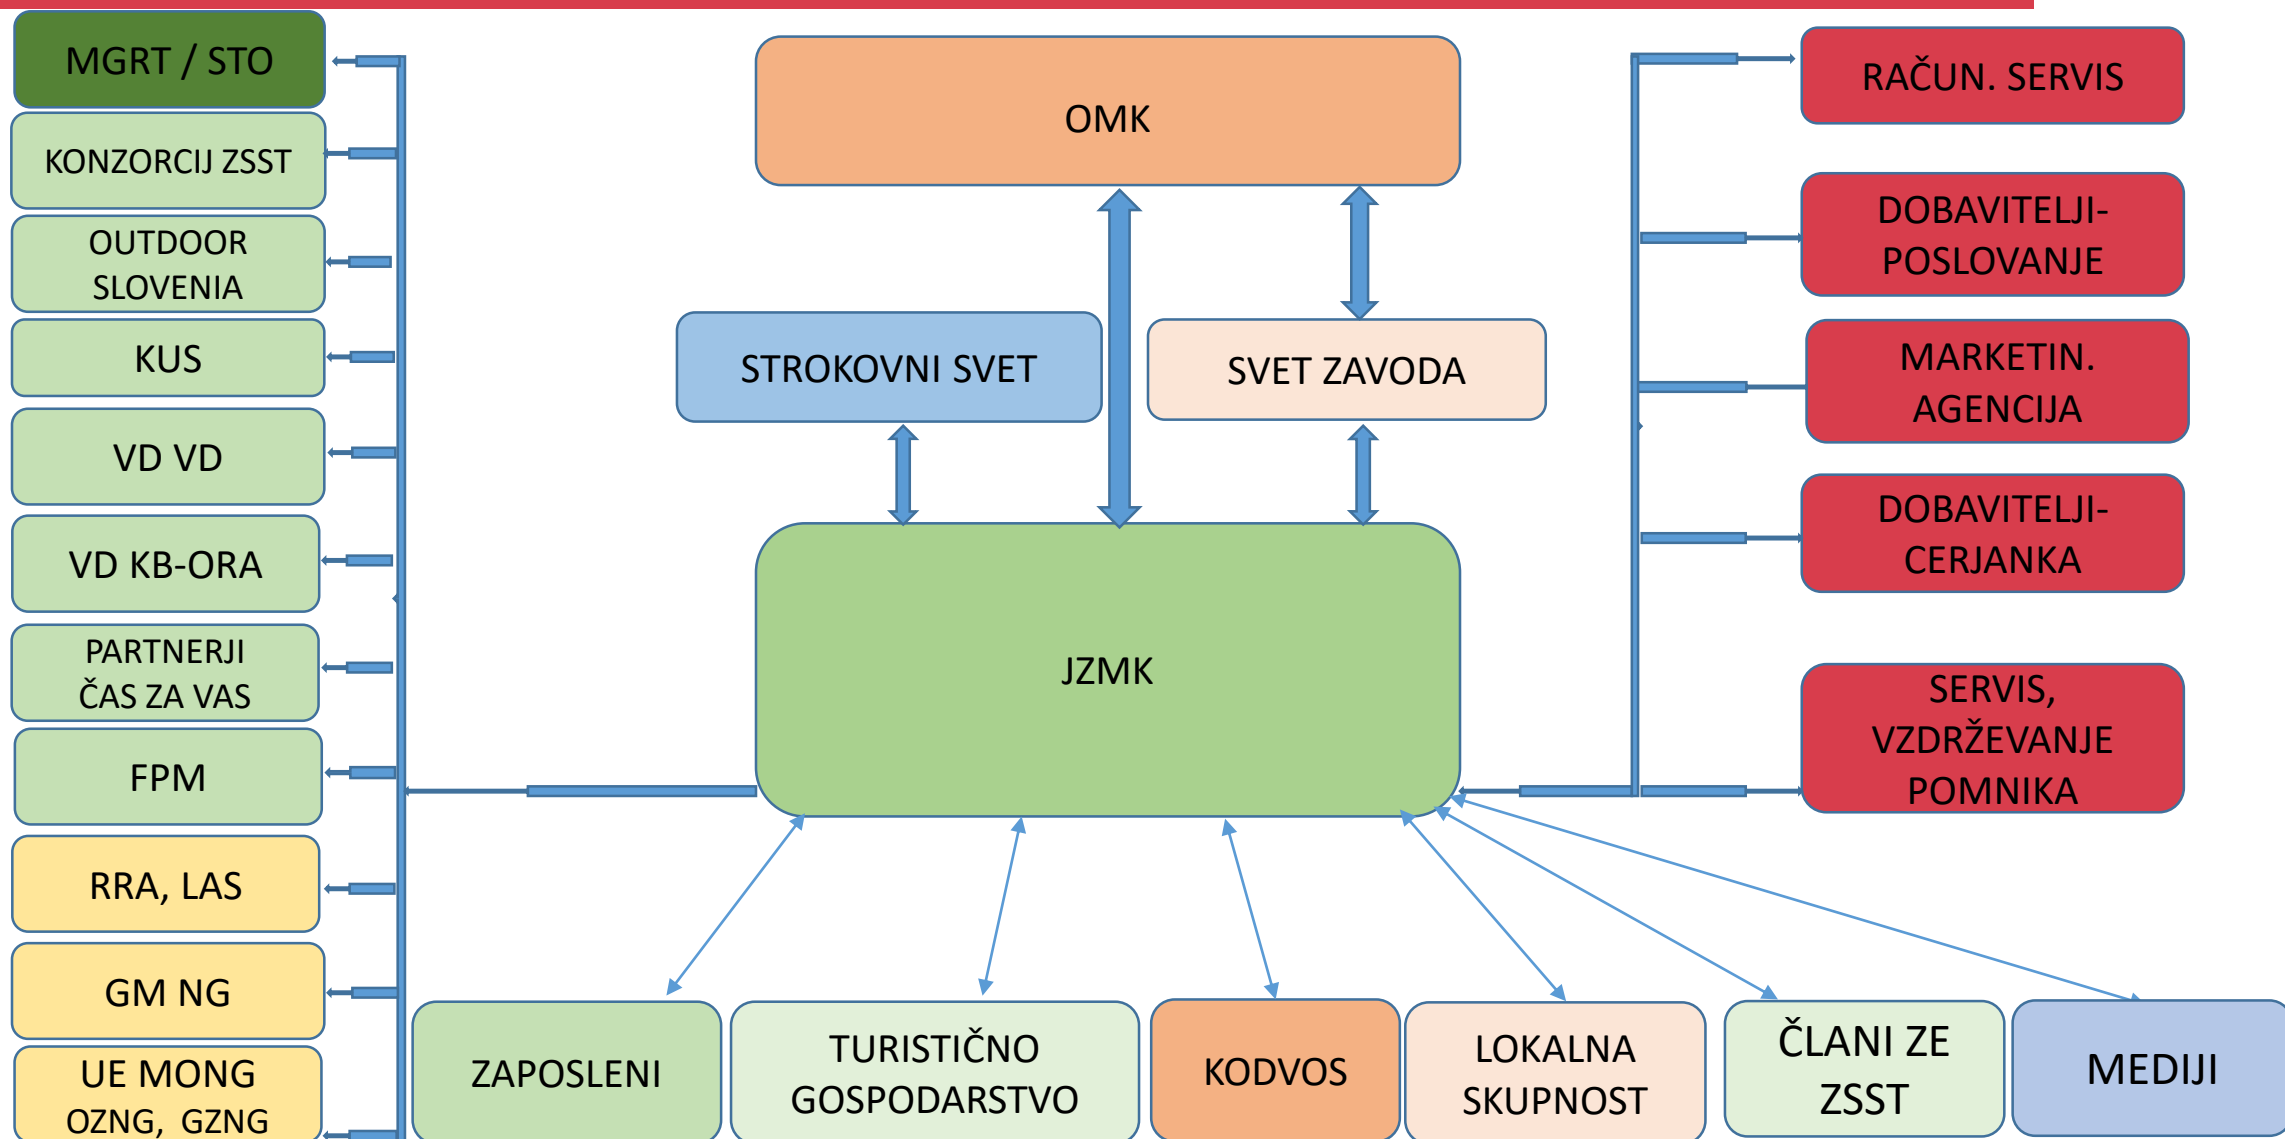 MGRT / STO
KONZORCIJ ZSST
OUTDOOR
SLOVENIA
KUS
VD VD
VD KB-ORA
PARTNERJI
ČAS ZA VAS
FPM
RRA, LAS
GM NG
UE MONG
OZNG, GZNG
OMK
STROKOVNI SVET
SVET ZAVODA
JZMK
RAČUN. SERVIS
DOBAVITELJI-
POSLOVANJE
MARKETIN.
AGENCIJA
DOBAVITELJI-
CERJANKA
SERVIS,
VZDRŽEVANJE
POMNIKA
ZAPOSLENI
TURISTIČNO
GOSPODARSTVO
KODVOS
LOKALNA
SKUPNOST
ČLANI ZE
ZSST
MEDIJI